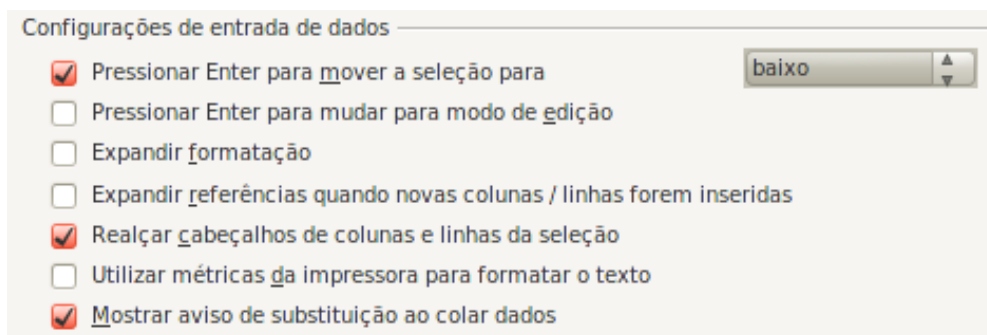 Configurações de entrada de dados
Pressionar Enter para mover a seleção para baixo
Pressionar Enter para mudar para modo de edição
Expandir formatação
Expandir referências quando novas colunas / linhas forem inseridas
Realçar cabeçalhos de colunas e linhas da seleção
Utilizar métricas da impressora para formatar o texto
Mostrar aviso de substituição ao colar dados